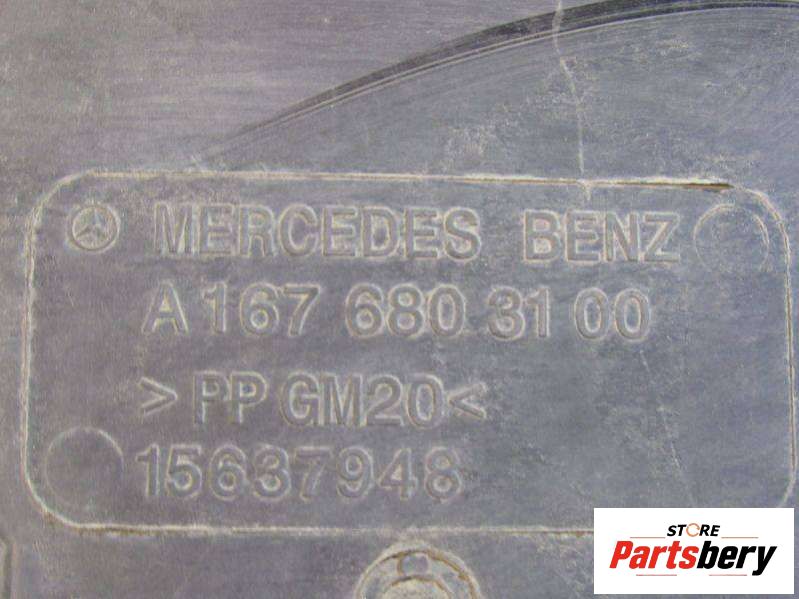 MERCEDES BENZ
A 167 680 31 00
>PP GM20<
15637948
STORE
Partsbery